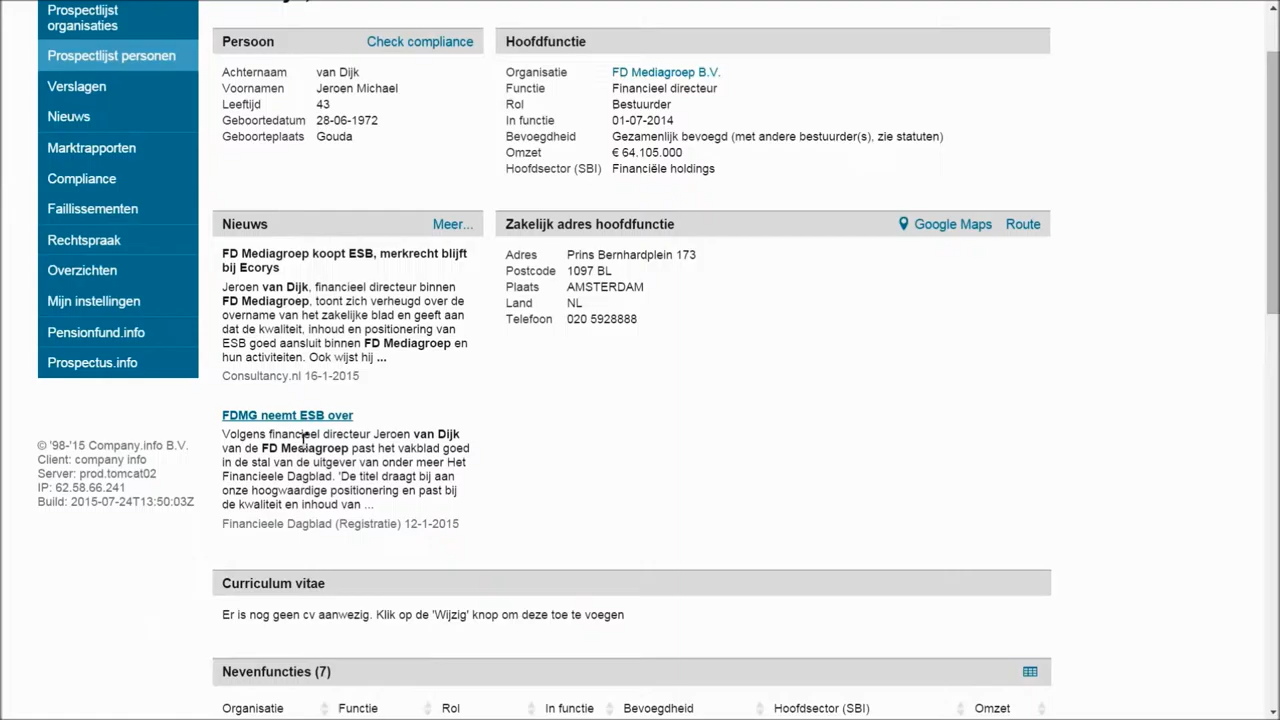 Prospectlijst
organisaties
Prospectlijst personen
Verslagen
Nieuws
Marktrapporten
Compliance
Faillissementen
Rechtspraak
Overzichten
Mijn instellingen
Pensionfund.info
Prospectus.info
© '98-'15 Company.info B.V.
Client: company info
Server: prod.tomcat02
IP: 62.58.66.241
Build: 2015-07-24T13:50:03Z
Persoon Check compliance
Achternaam van Dijk
Voornamen Jeroen Michael
Leeftijd 43
Geboortedatum 28-06-1972
Geboorteplaats Gouda
Hoofdfunctie
Organisatie FD Mediagroep B.V.
Functie Financieel directeur
Rol Bestuurder
In functie 01-07-2014
Bevoegdheid Gezamenlijk bevoegd (met andere bestuurder(s), zie statuten)
Omzet € 64.105.000
Hoofdsector (SBI) Financiële holdings
Nieuws Meer...
FD Mediagroep koopt ESB, merkrecht blijft
bij Ecorys
Jeroen van Dijk, financieel directeur binnen
FD Mediagroep, toont zich verheugd over de
overname van het zakelijke blad en geeft aan
dat de kwaliteit, inhoud en positionering van
ESB goed aansluit binnen FD Mediagroep en
hun activiteiten. Ook wijst hij ...
Consultancy.nl 16-1-2015
FDMG neemt ESB over
Volgens financieel directeur Jeroen van Dijk
van de FD Mediagroep past het vakblad goed
in de stal van de uitgever van onder meer Het
Financieele Dagblad. 'De titel draagt bij aan
onze hoogwaardige positionering en past bij
de kwaliteit en inhoud van ...
Financieele Dagblad (Registratie) 12-1-2015
Zakelijk adres hoofdfunctie Google Maps Route
Adres Prins Bernhardplein 173
Postcode 1097 BL
Plaats AMSTERDAM
Land NL
Telefoon 020 5928888
Curriculum vitae
Er is nog geen cv aanwezig. Klik op de 'Wijzig' knop om deze toe te voegen
Nevenfuncties (7)
Organisatie Functie Rol In functie Bevoegdheid Hoofdsector (SBI) Omzet